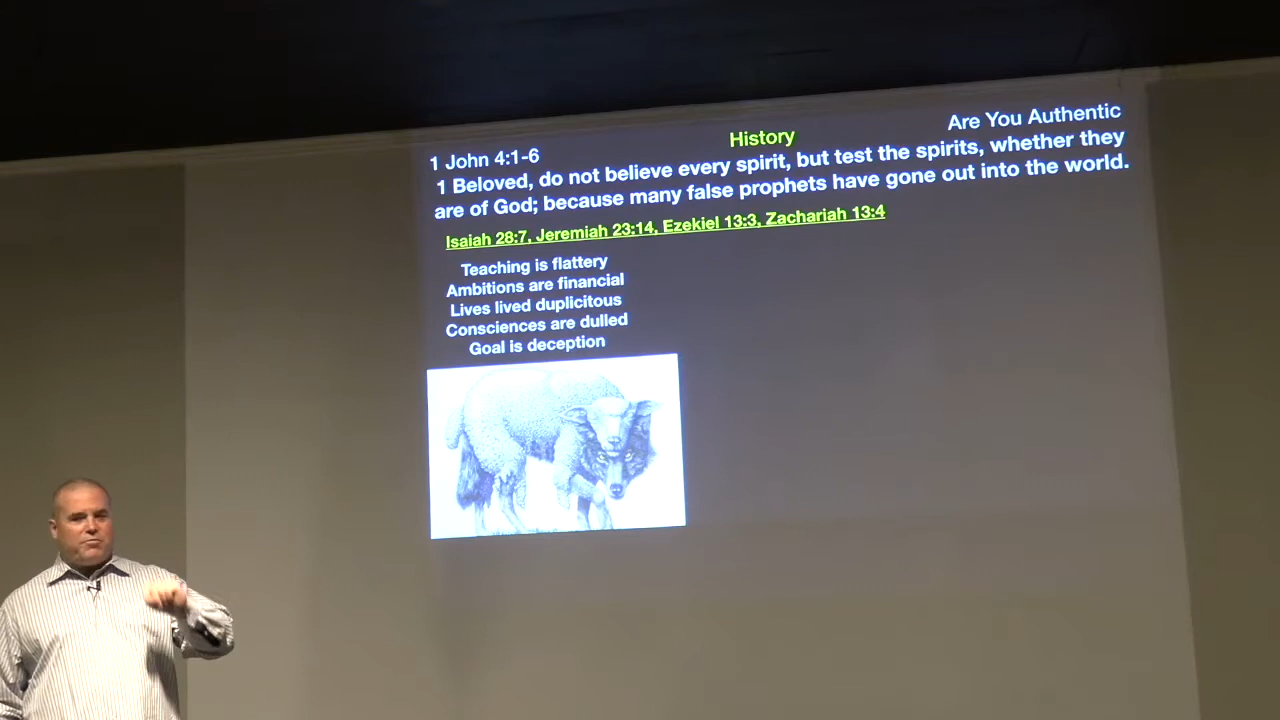 Are You Authentic
History
1 John 4:1-6
1 Beloved, do not believe every spirit, but test the spirits, whether they
are of God; because many false prophets have gone out into the world.
Isaiah 28:7, Jeremiah 23:14, Ezekiel 13:3, Zachariah 13:4
Teaching is flattery
Ambitions are financial
Lives lived duplicitous
Consciences are dulled
Goal is deception